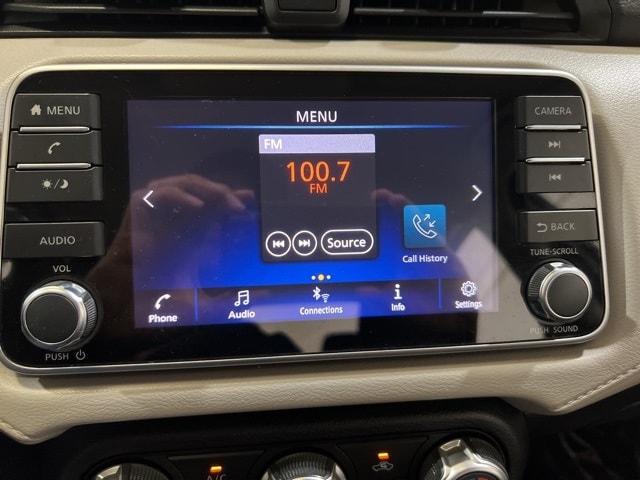 MENU
AUDIO
VOL
PUSH
MENU
FM
100.7
FM
Source
Call History
Phone
Audio
Connections
Info
Settings
CAMERA
BACK
TUNE·SCROLL
PUSH SOUND
A/C